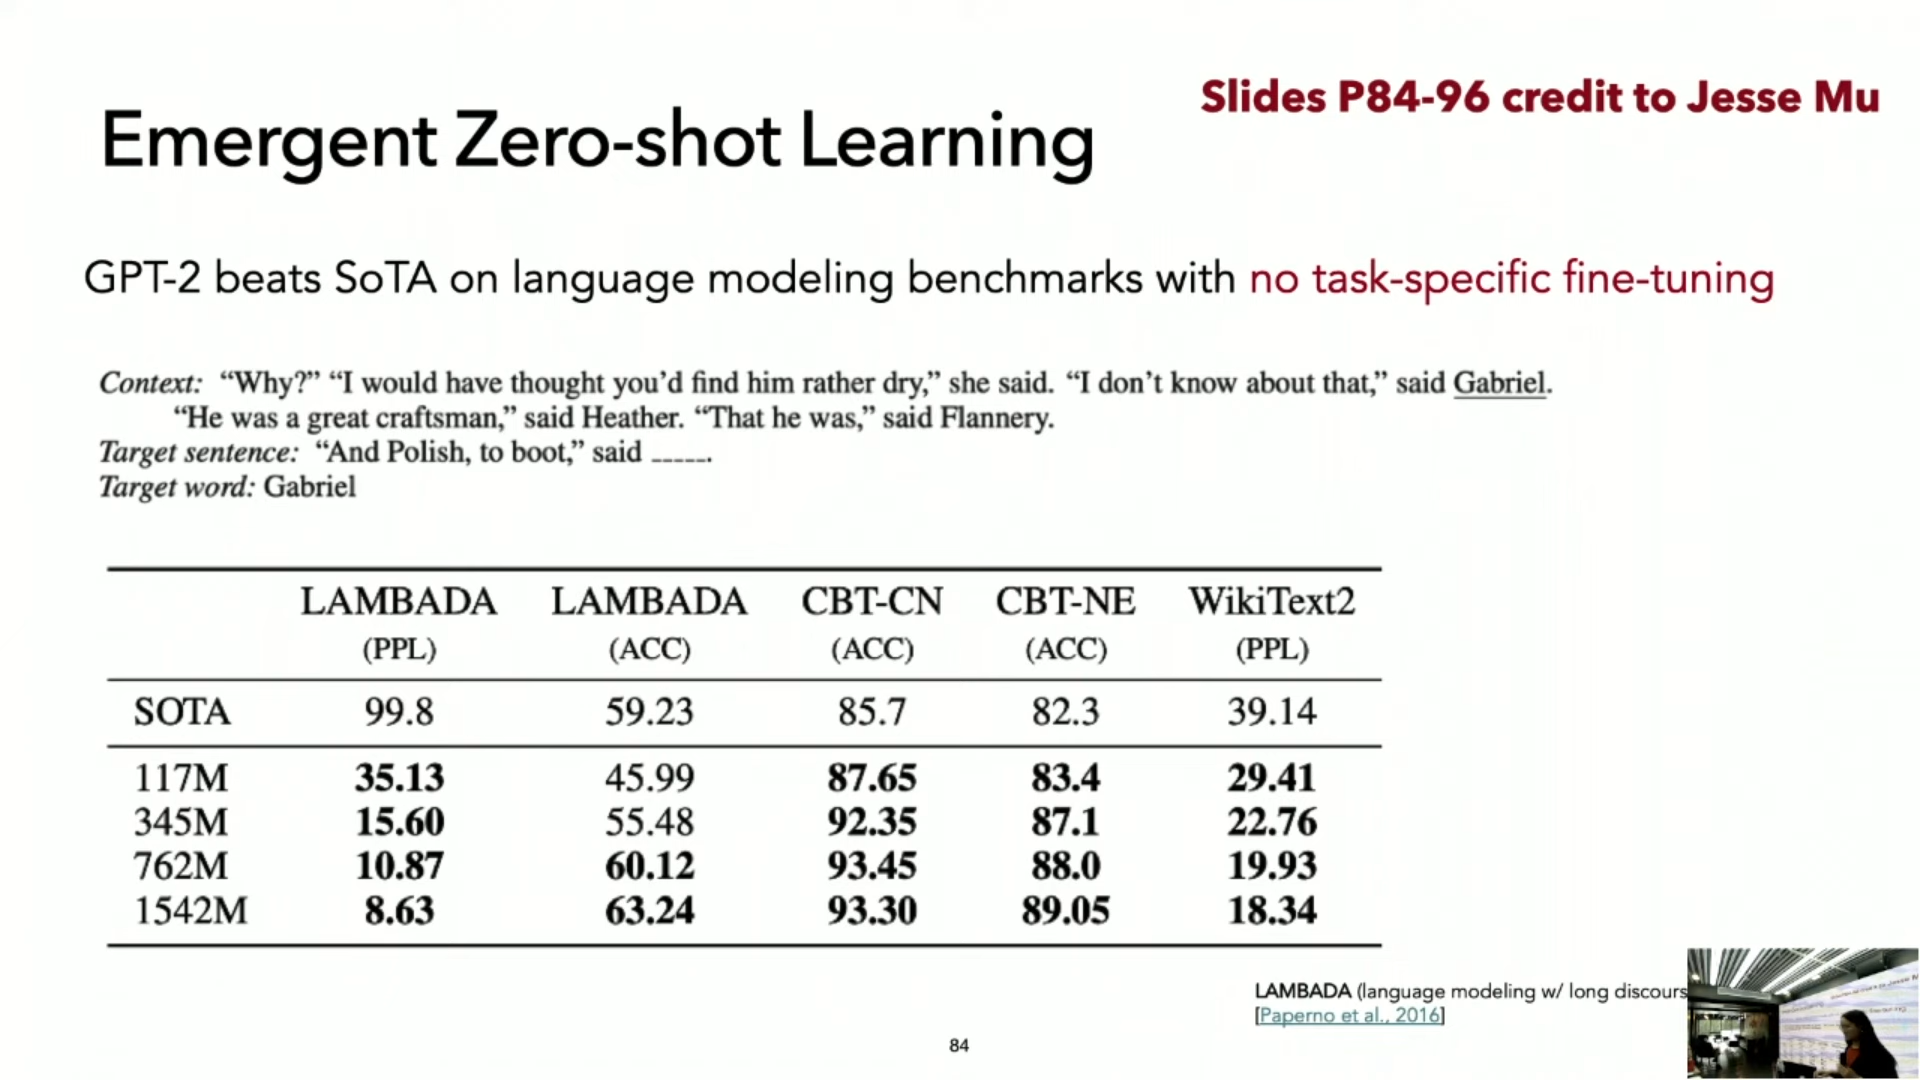 Slides P84-96 credit to Jesse Mu
Emergent Zero-shot Learning
GPT-2 beats SoTA on language modeling benchmarks with no task-specific fine-tuning
Context: “Why?” “I would have thought you’d find him rather dry,” she said. “I don’t know about that,” said Gabriel.
“He was a great craftsman,” said Heather. “That he was,” said Flannery.
Target sentence: “And Polish, to boot,” said _____.
Target word: Gabriel
LAMBADA LAMBADA CBT-CN CBT-NE WikiText2
(PPL) (ACC) (ACC) (ACC) (PPL)
SOTA 99.8 59.23 85.7 82.3 39.14
117M 35.13 45.99 87.65 83.4 29.41
345M 15.60 55.48 92.35 87.1 22.76
762M 10.87 60.12 93.45 88.0 19.93
1542M 8.63 63.24 93.30 89.05 18.34
LAMBADA (language modeling w/ long discours
[Paperno et al., 2016]
84